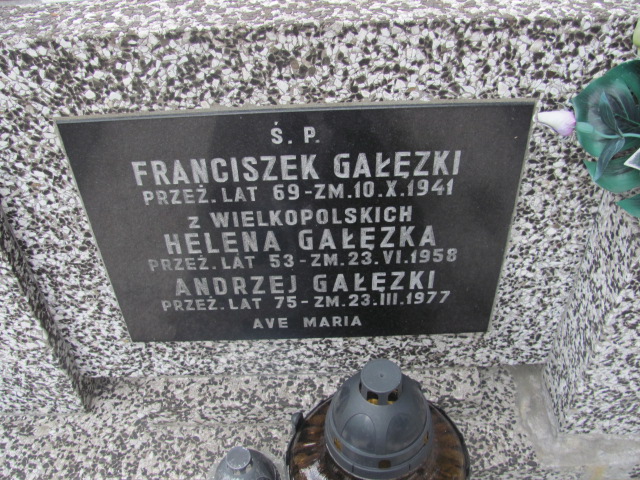 Ś. P.
FRANCISZEK GAŁĘZKI
PRZEŻ. LAT 69-ZM. 10. X. 1941
Z WIELKOPOLSKICH
HELENA GAŁĘZKA
PRZEŻ. LAT 53-ZM. 23. VI. 1958
ANDRZEJ GAŁĘZKI
PRZEŻ. LAT 75-ZM. 23. III. 1977
AVE MARIA